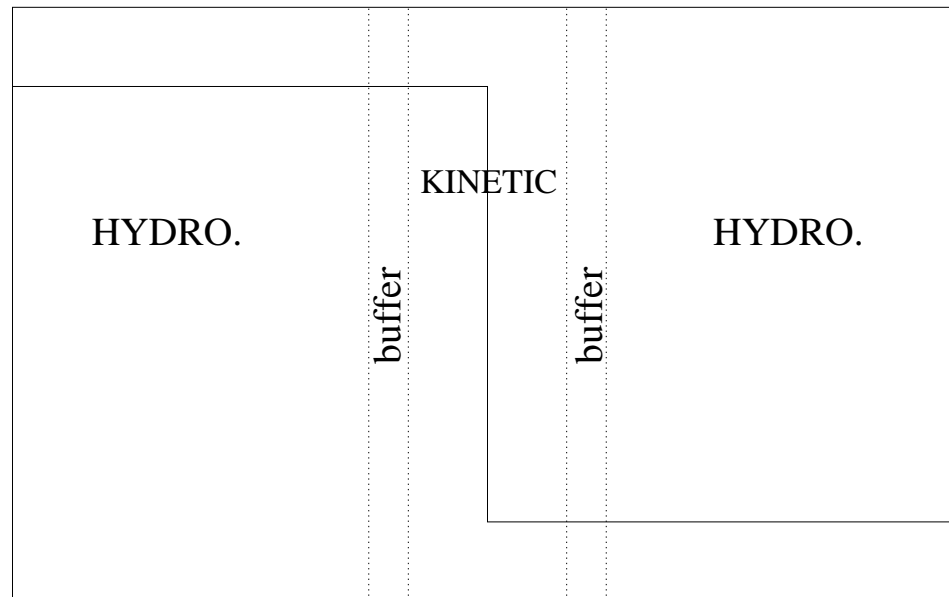 HYDRO.
buffer
KINETIC
buffer
HYDRO.